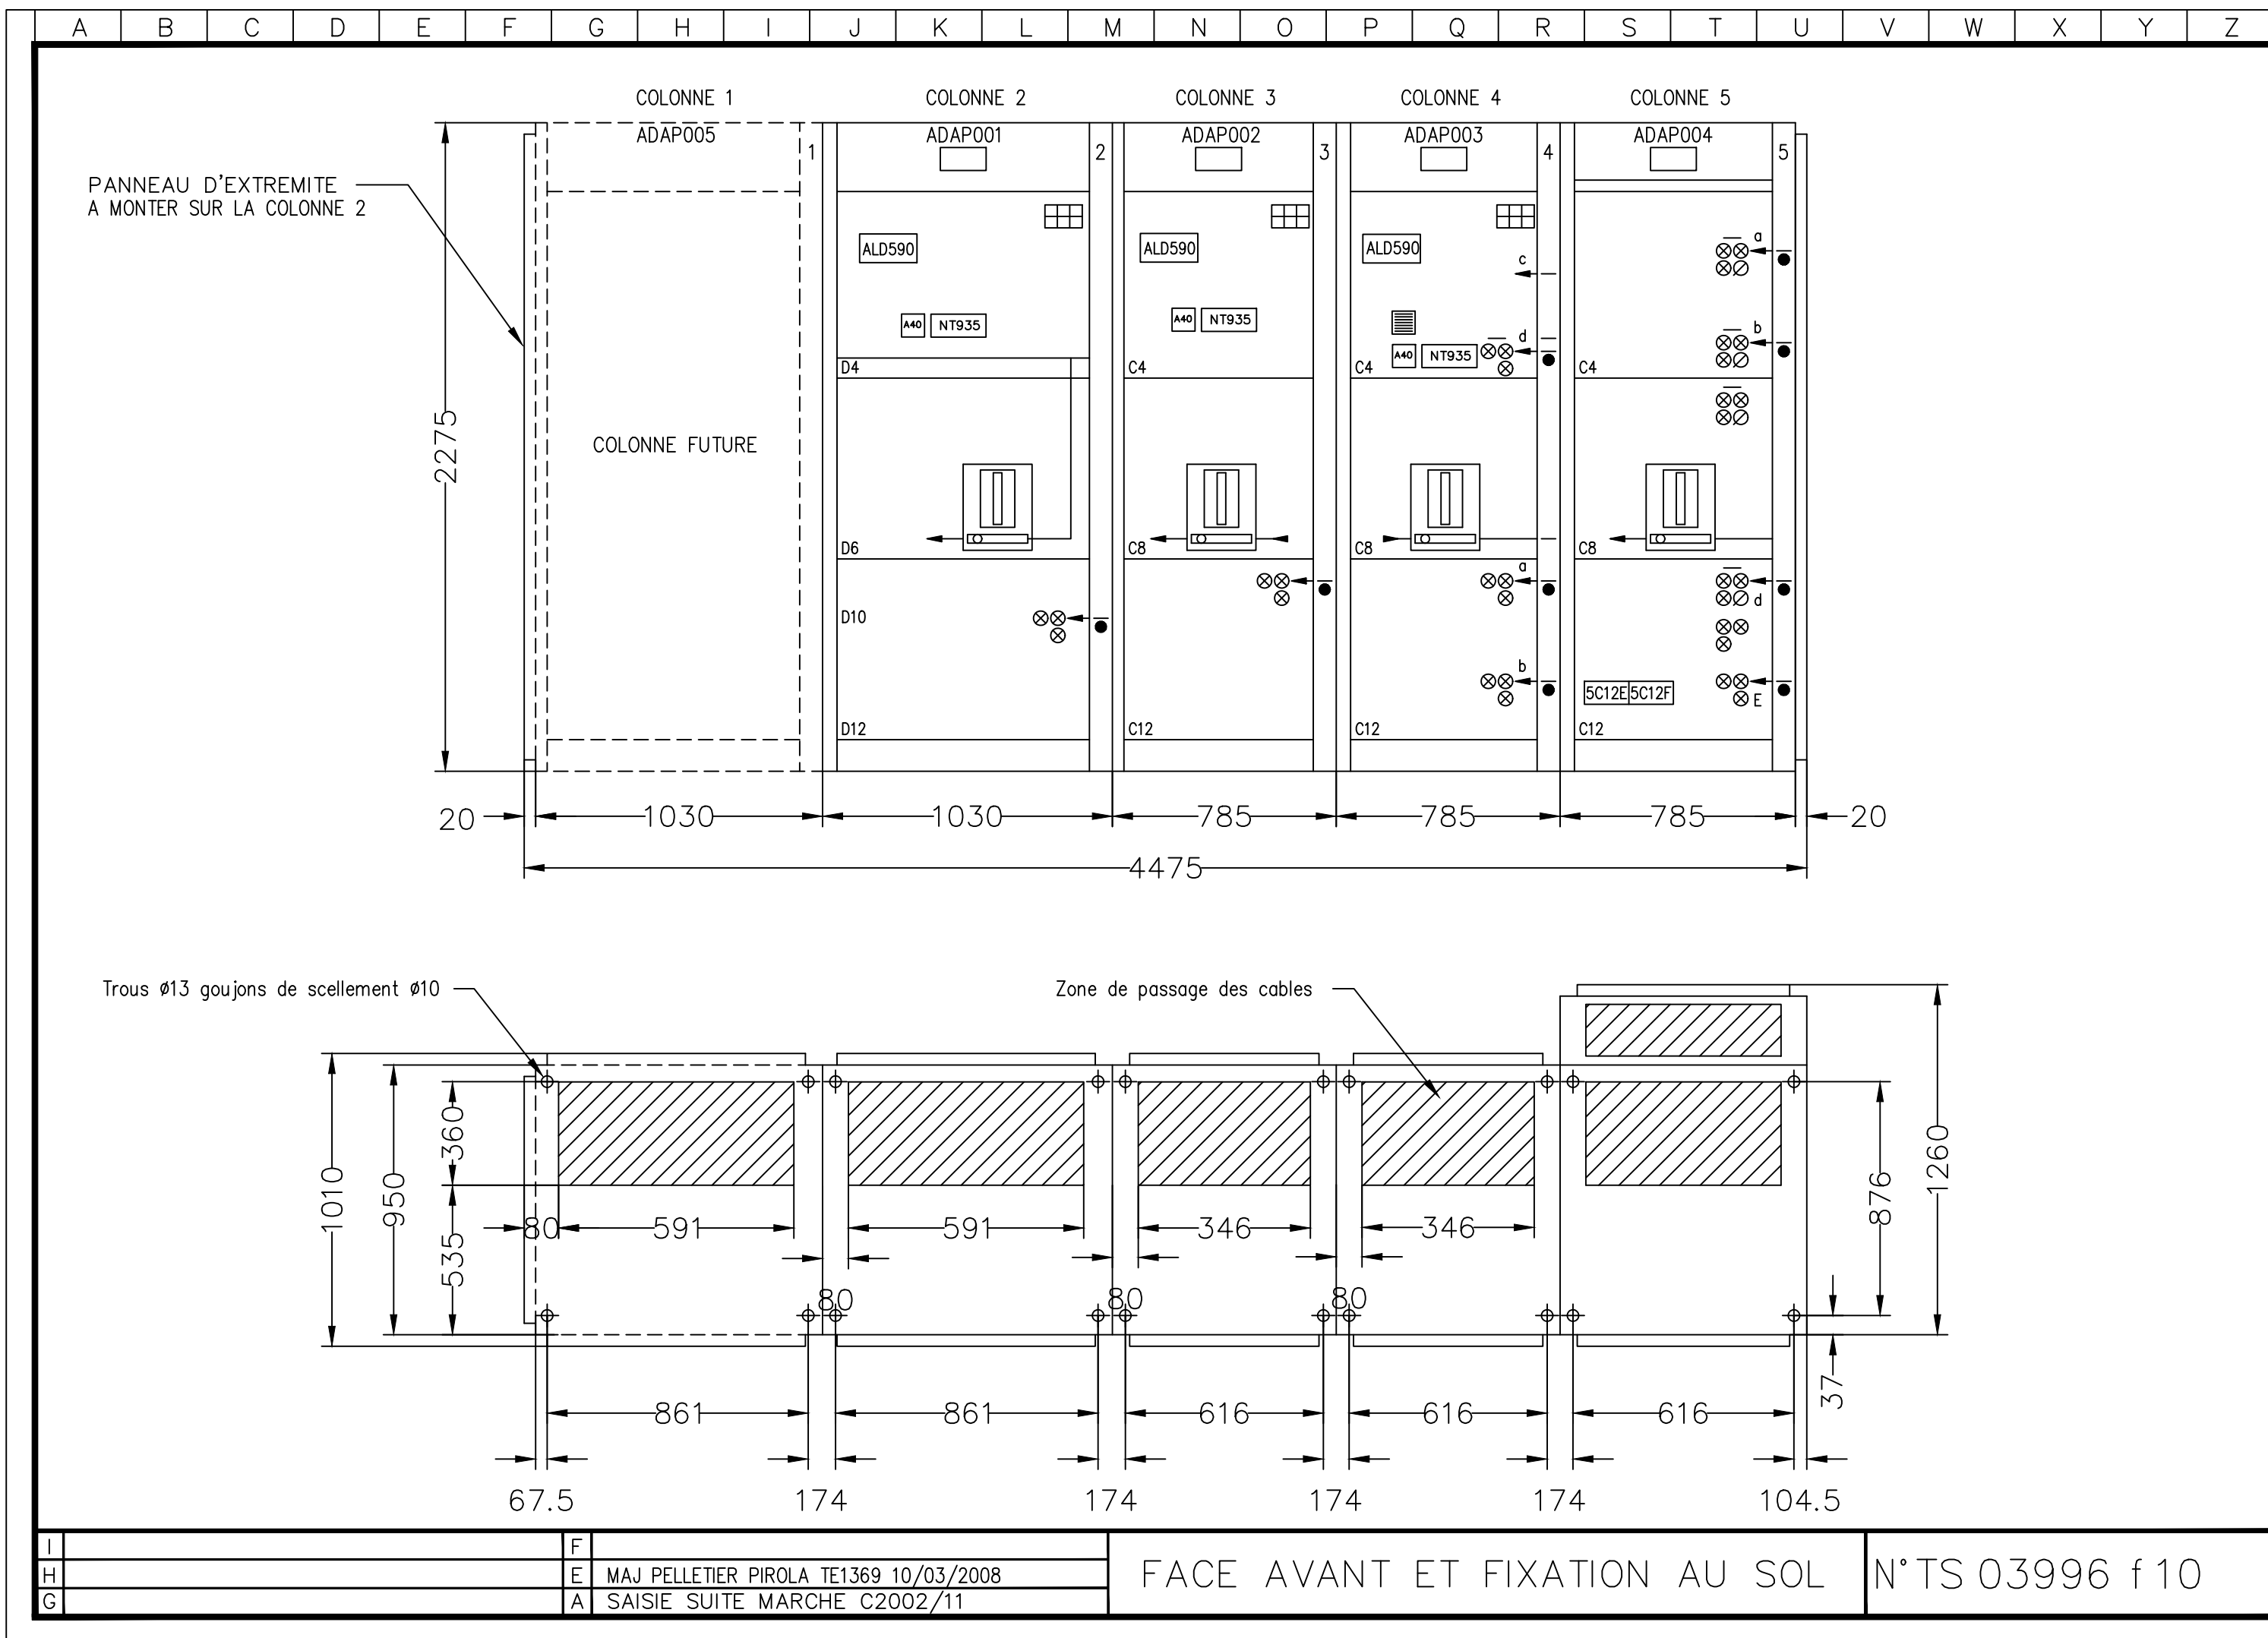 A B C D E F G H I J K L M N O P Q R S T U V W X Y Z
COLONNE 1 COLONNE 2 COLONNE 3 COLONNE 4 COLONNE 5
ADAP005 ADAP001 ADAP002 ADAP003 ADAP004
1 2 3 4 5
PANNEAU D'EXTREMITE
A MONTER SUR LA COLONNE 2
ALD590 ALD590 ALD590 a
c
A40 NT935 A40 NT935 b
d
A40 NT935
D4 C4 C4 C4
2275
COLONNE FUTURE
D6 C8 C8 C8
a
d
D10
b
5C12E 5C12F
E
D12 C12 C12 C12
20 1030 1030 785 785 785 20
4475
Trous ø13 goujons de scellement ø10
Zone de passage des cables
1010 950 360 535
80 591 591 346 346
876 1260
80 80 80
37
861 861 616 616 616
67.5 174 174 174 174 104.5
I F
H E MAJ PELLETIER PIROLA TE1369 10/03/2008
G A SAISIE SUITE MARCHE C2002/11
FACE AVANT ET FIXATION AU SOL
N°TS 03996 f 10